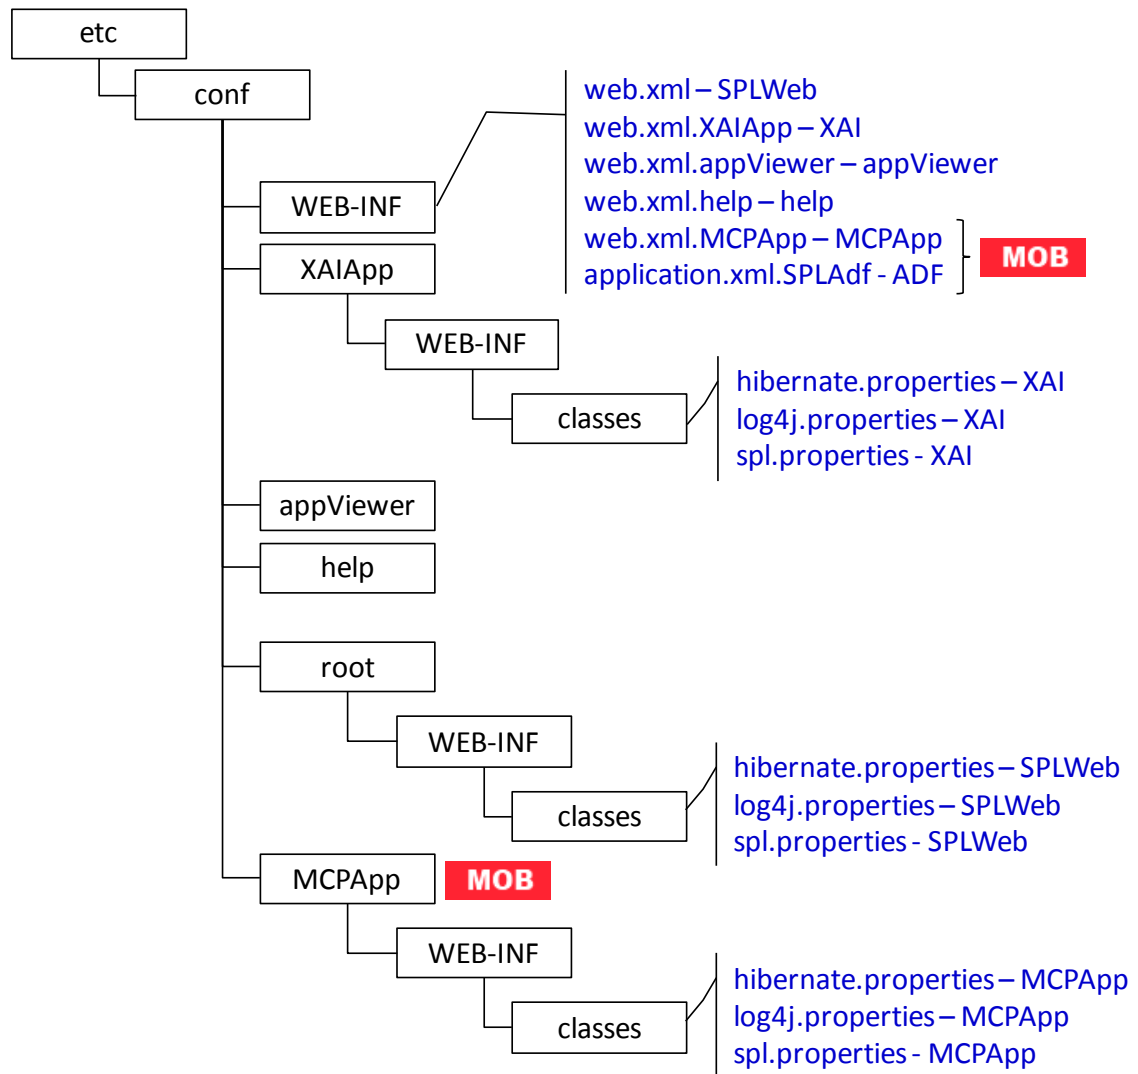 etc
conf
web.xml – SPLWeb
web.xml.XAIApp – XAI
web.xml.appViewer – appViewer
WEB-INF
web.xml.help – help
web.xml.MCPApp – MCPApp
MOB
XAIApp
application.xml.SPLAdf - ADF
WEB-INF
hibernate.properties – XAI
classes
log4j.properties – XAI
spl.properties - XAI
appViewer
help
root
WEB-INF
hibernate.properties – SPLWeb
classes
log4j.properties – SPLWeb
spl.properties - SPLWeb
MCPApp
MOB
WEB-INF
hibernate.properties – MCPApp
classes
log4j.properties – MCPApp
spl.properties - MCPApp